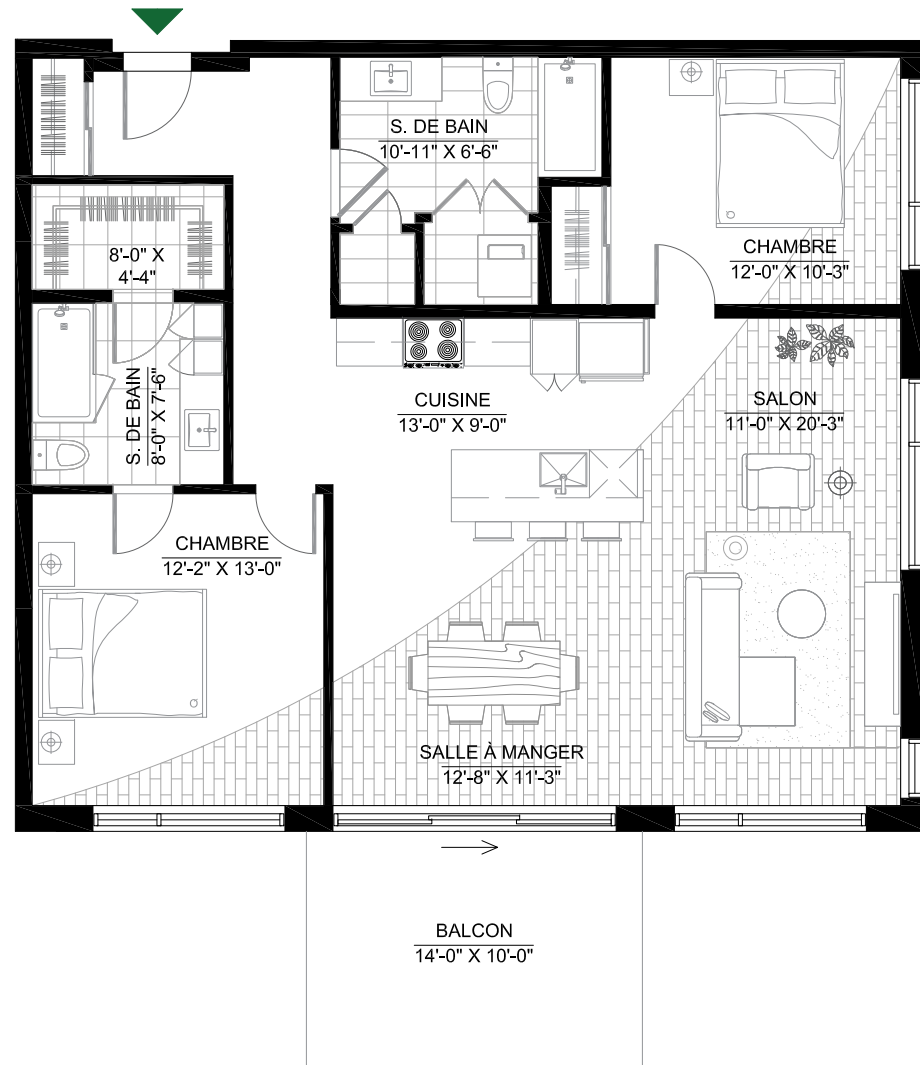 S. DE BAIN
10'-11" X 6'-6"
CHAMBRE
12'-0" X 10'-3"
8'-0" X
4'-4"
S. DE BAIN
8'-0" X 7'-6"
CUISINE
13'-0" X 9'-0"
SALON
11'-0" X 20'-3"
CHAMBRE
12'-2" X 13'-0"
SALLE À MANGER
12'-8" X 11'-3"
BALCON
14'-0" X 10'-0"